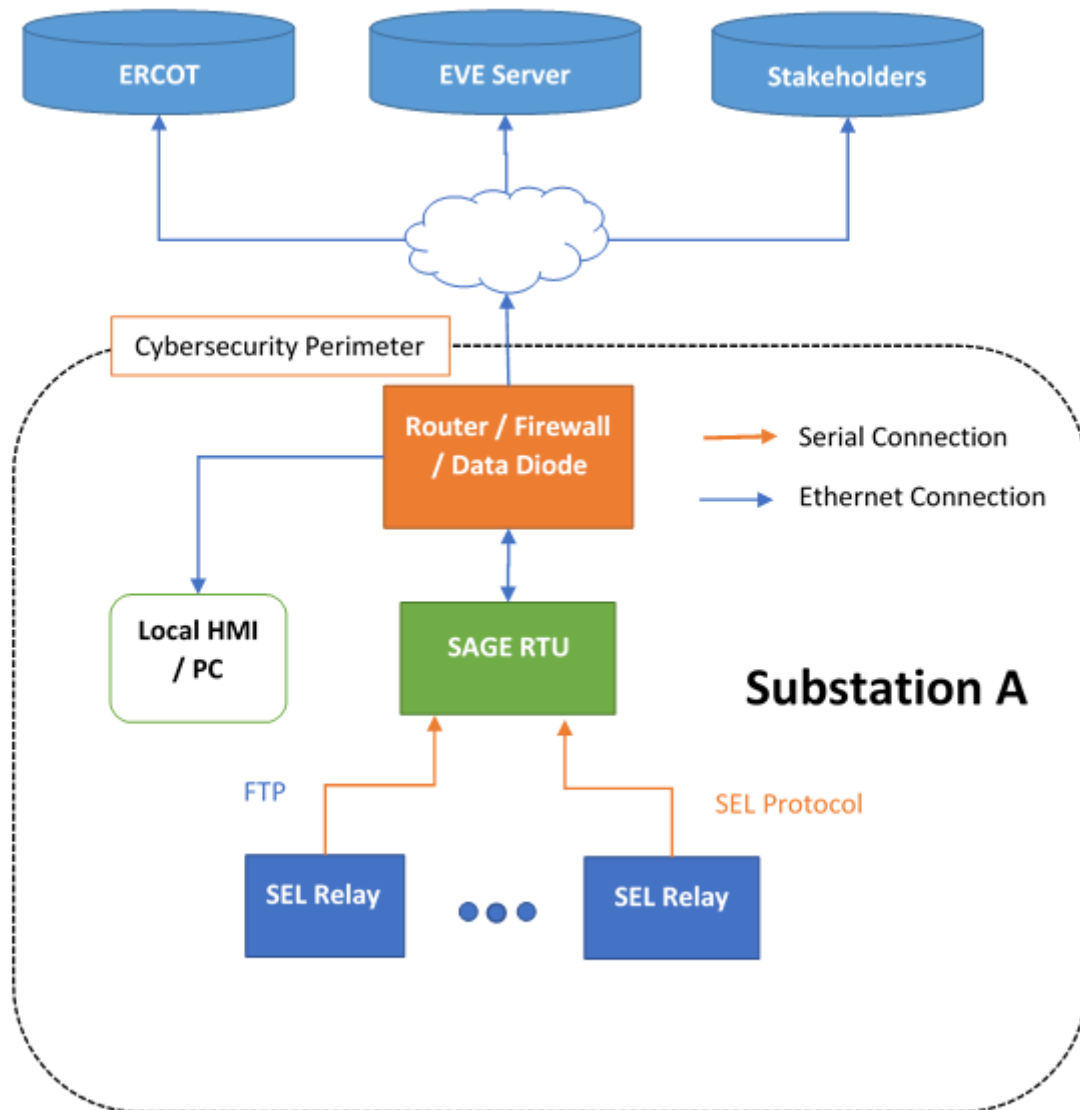 ERCOT
EVE Server
Stakeholders
Cybersecurity Perimeter
Router / Firewall
/ Data Diode
Serial Connection
Ethernet Connection
Local HMI
/ PC
SAGE RTU
Substation A
FTP
SEL Protocol
SEL Relay
SEL Relay